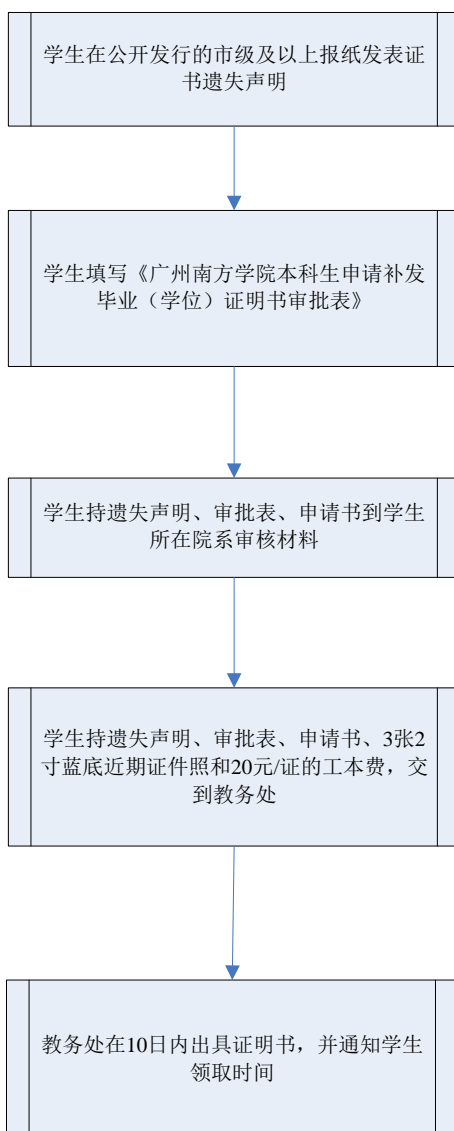 学生在公开发行的市级及以上报纸发表证
书遗失声明
学生填写《广州南方学院本科生申请补发
毕业（学位）证明书审批表》
学生持遗失声明、审批表、申请书到学生
所在院系审核材料
学生持遗失声明、审批表、申请书、3张2
寸蓝底近期证件照和20元/证的工本费，交
到教务处
教务处在10日内出具证明书，并通知学生
领取时间